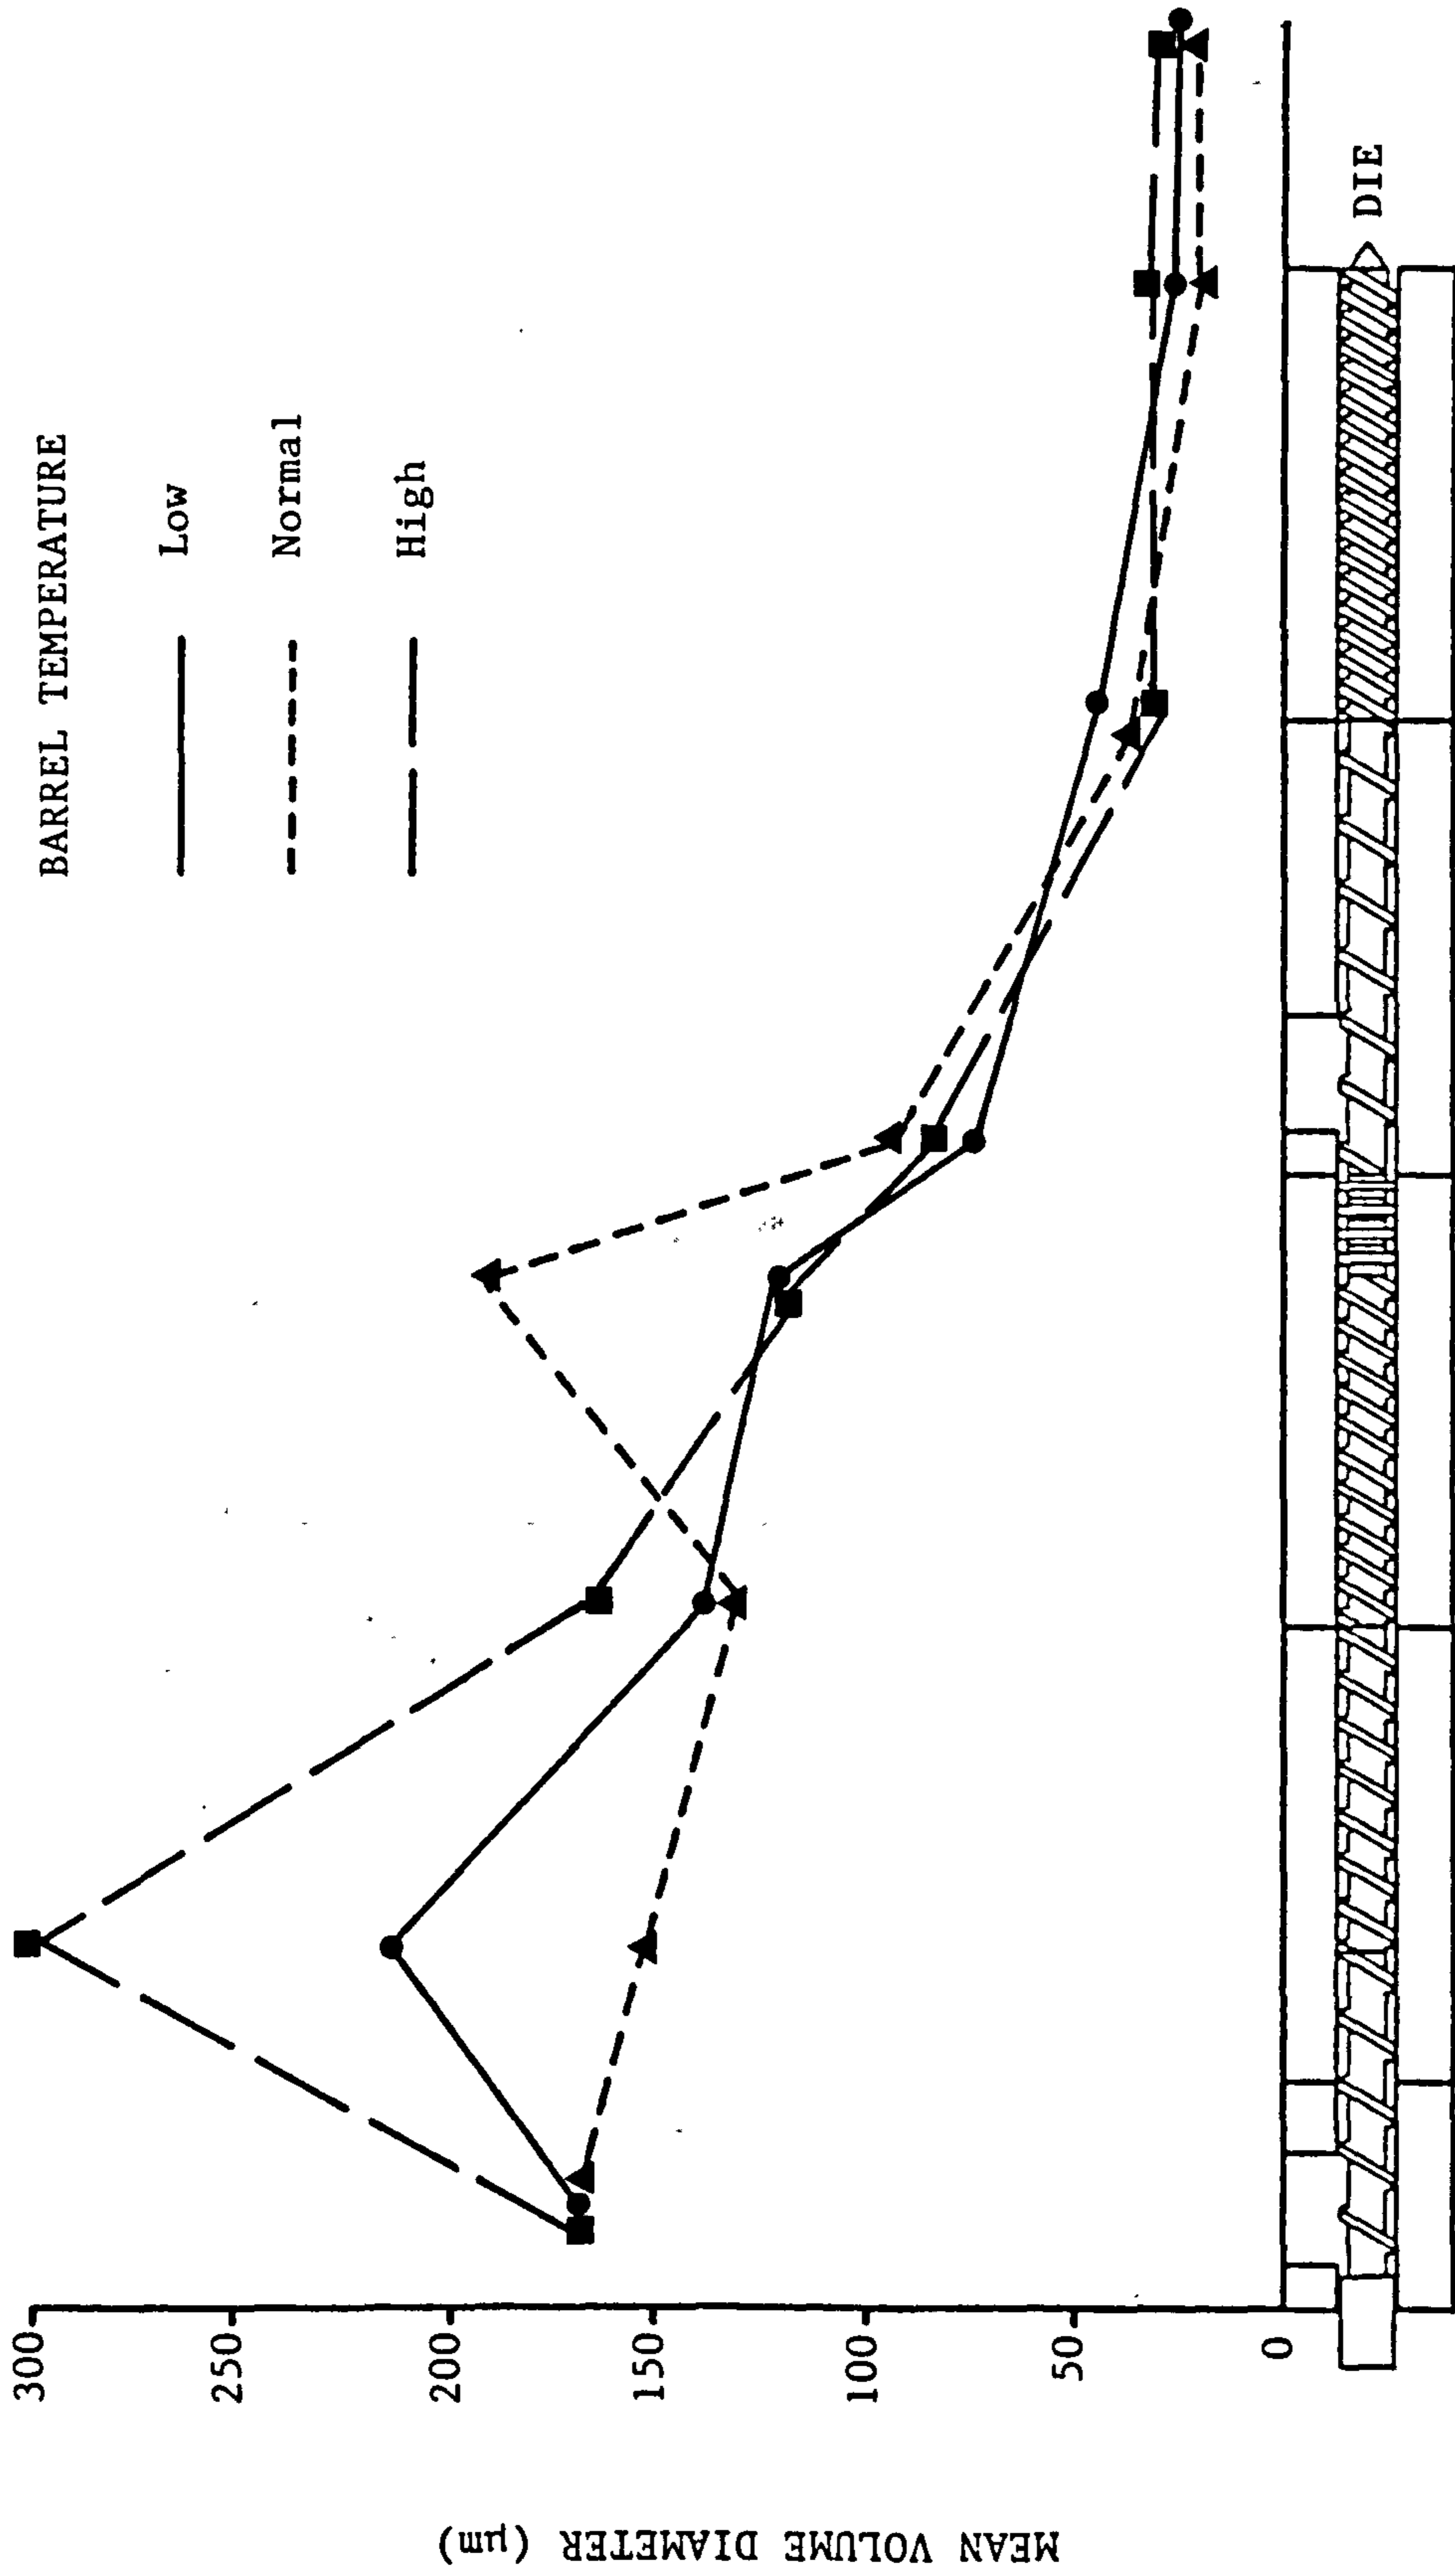 BARREL TEMPERATURE
Low
Normal
High
300
250
200
150
100
50
0
MEAN VOLUME DIAMETER (µm)
DIE